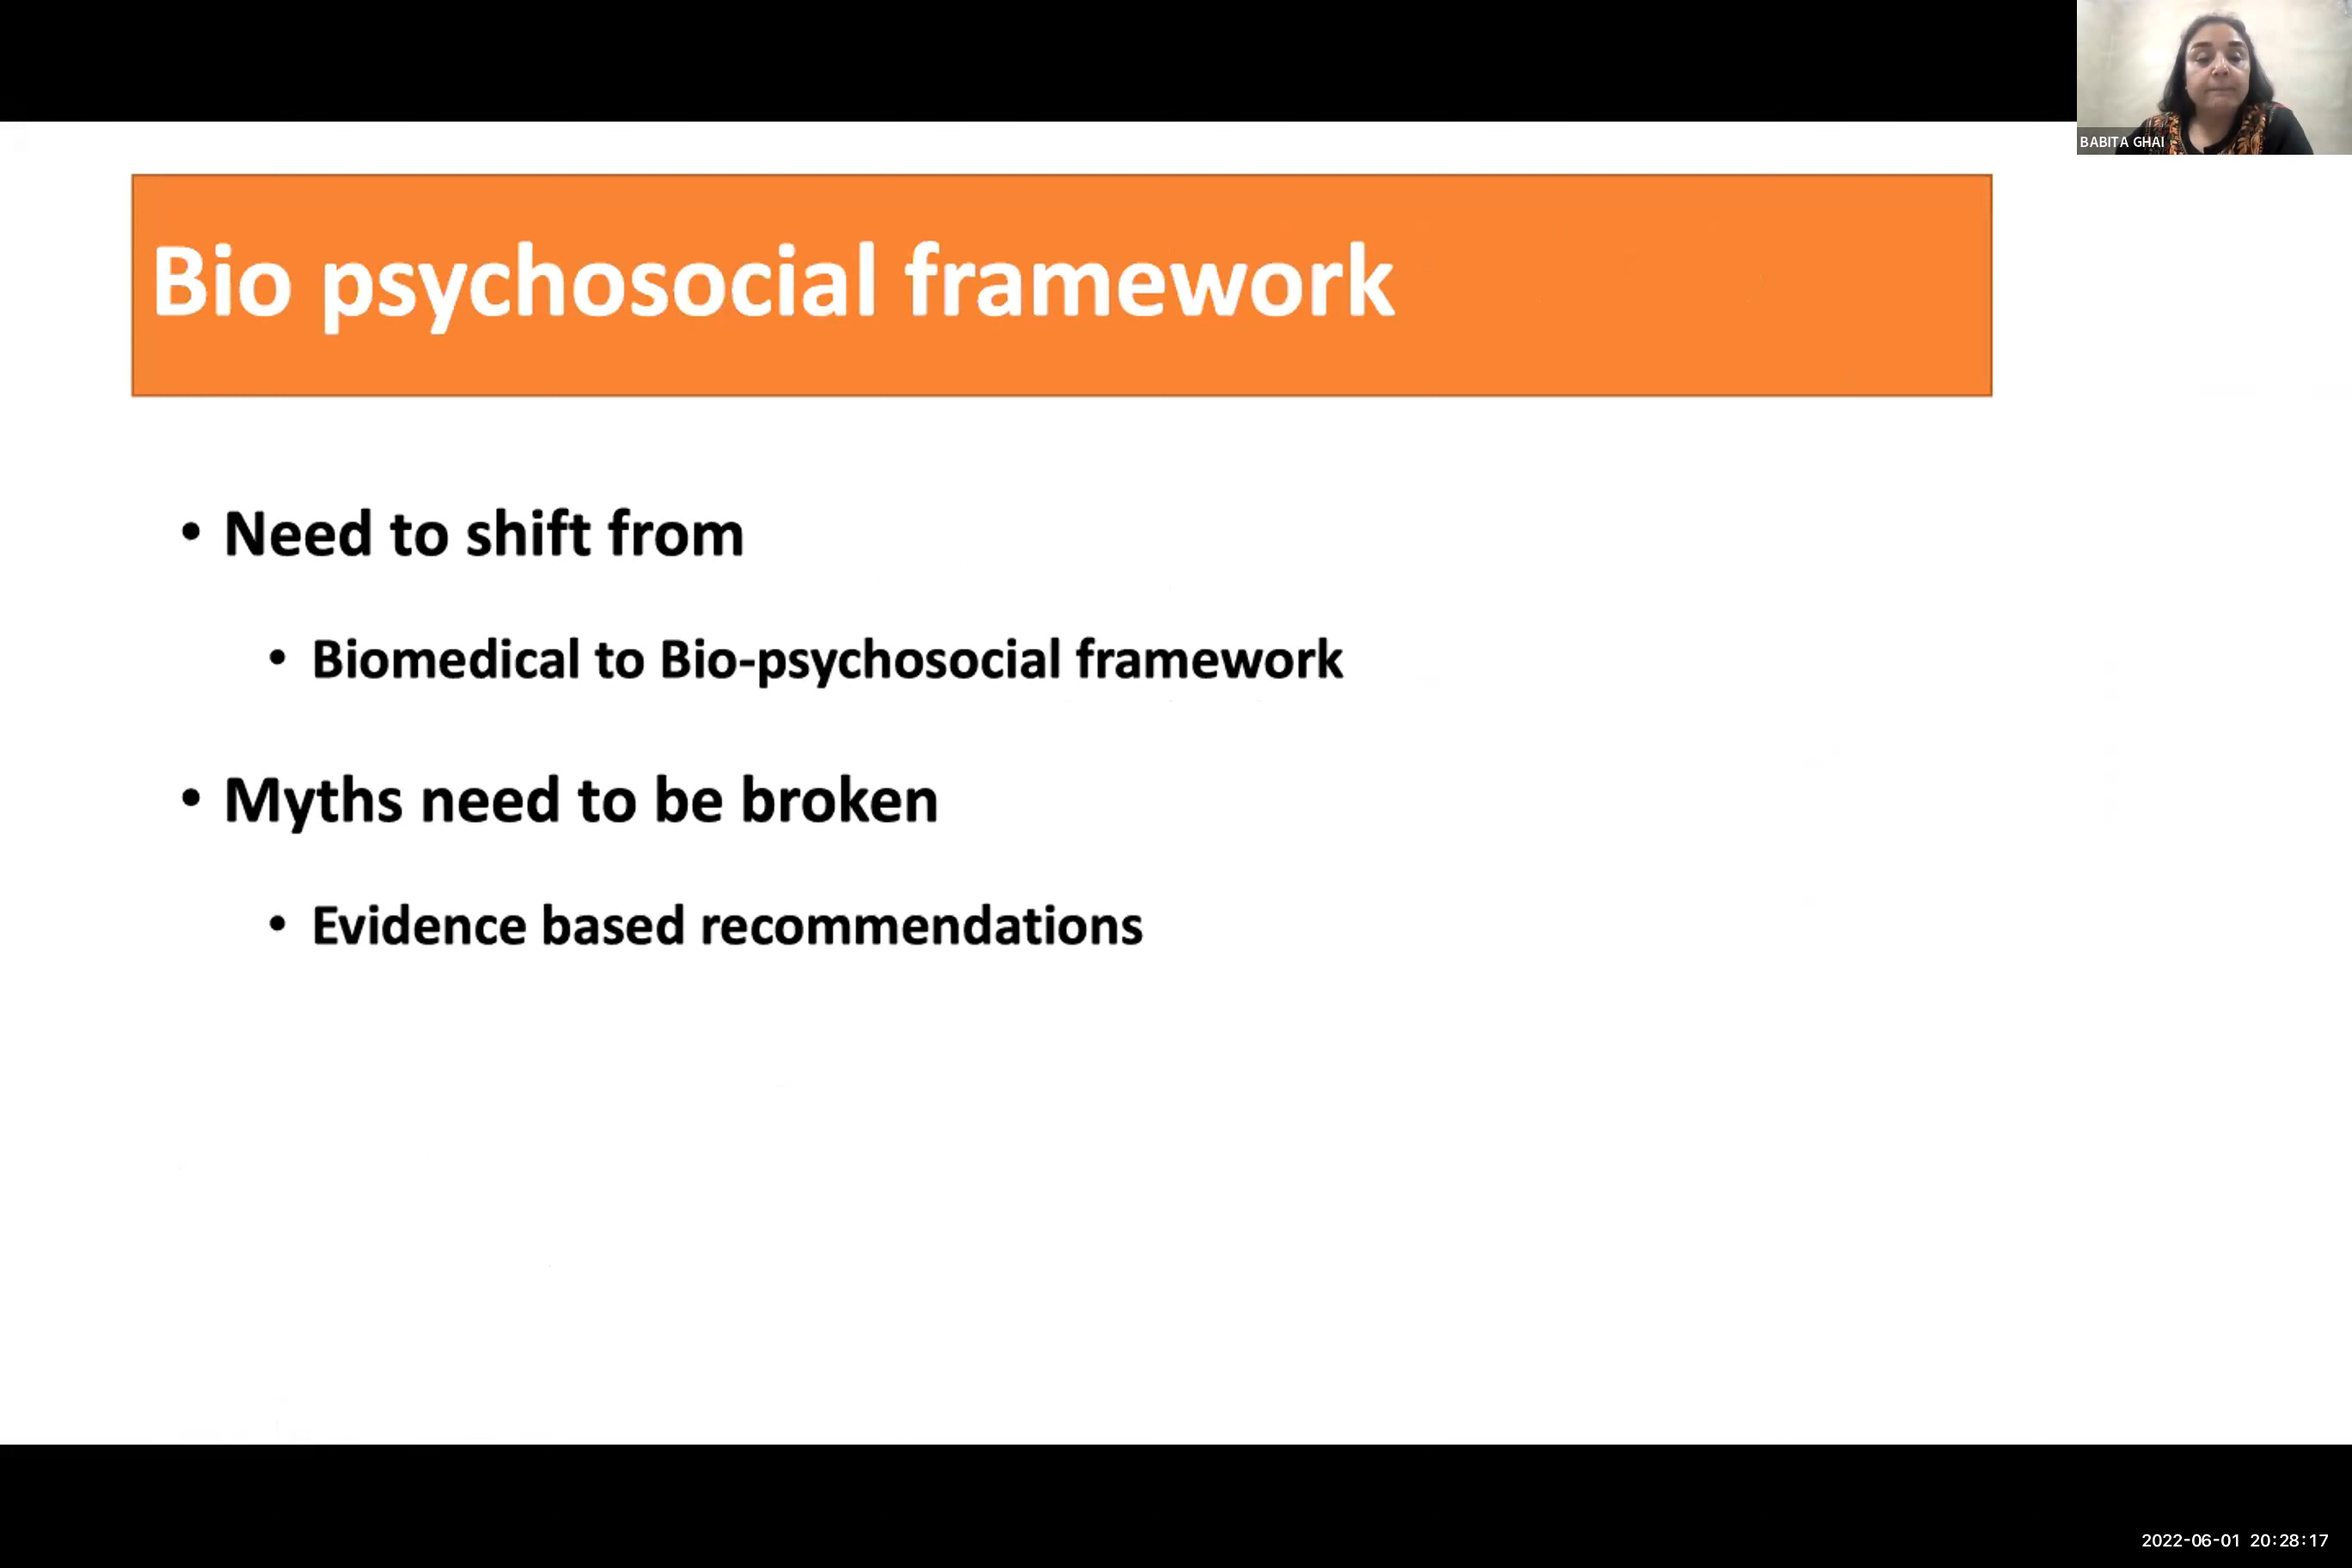 BABITA GHAI
Bio psychosocial framework
• Need to shift from
• Biomedical to Bio-psychosocial framework
• Myths need to be broken
• Evidence based recommendations
2022-06-01 20:28:17